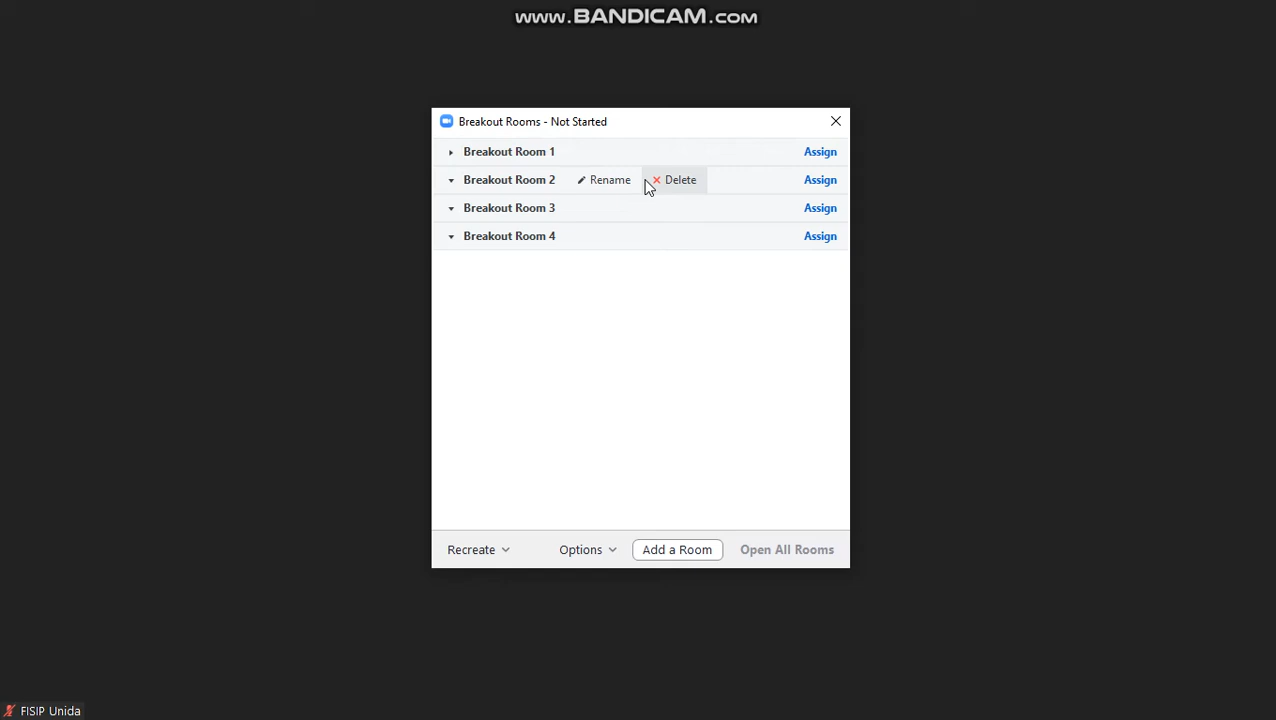 www.BANDICAM.com
Breakout Rooms - Not Started
Breakout Room 1 Assign
Breakout Room 2 Rename Delete Assign
Breakout Room 3 Assign
Breakout Room 4 Assign
Recreate Options Add a Room Open All Rooms
FISIP Unida